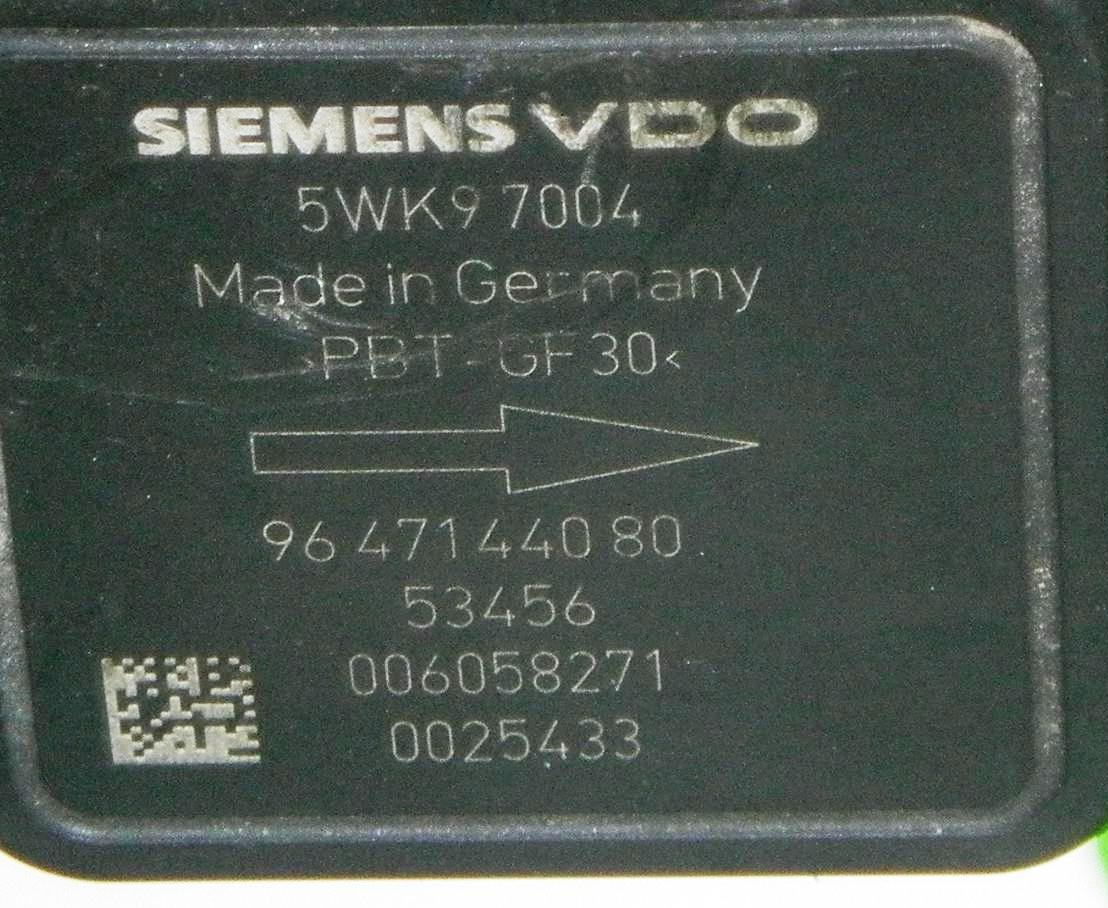 SIEMENS VDO
5WK9 7004
Made in Germany
>PBT-GF30<
96 471 440 80
53456
006058271
0025433